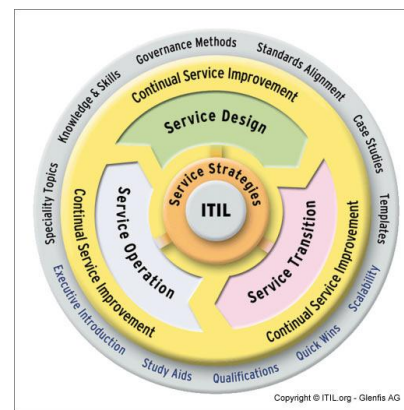 Governance Methods
Standards Alignment
Case Studies
Templates
Scalability
Quick Wins
Qualifications
Study Aids
Executive Introduction
Speciality Topics
Knowledge & Skills
Continual Service Improvement
Continual Service Improvement
Continual Service Improvement
Service Design
Service Transition
Service Operation
Service Strategies
ITIL
Copyright © ITIL.org - Glenfis AG